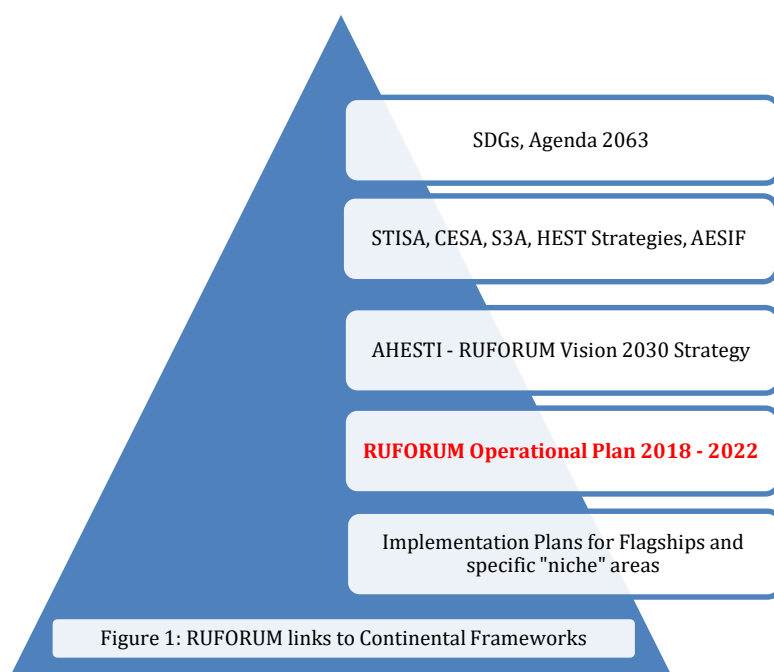 SDGs, Agenda 2063
STISA, CESA, S3A, HEST Strategies, AESIF
AHESTI - RUFORUM Vision 2030 Strategy
RUFORUM Operational Plan 2018 - 2022
Implementation Plans for Flagships and
specific "niche" areas
Figure 1: RUFORUM links to Continental Frameworks